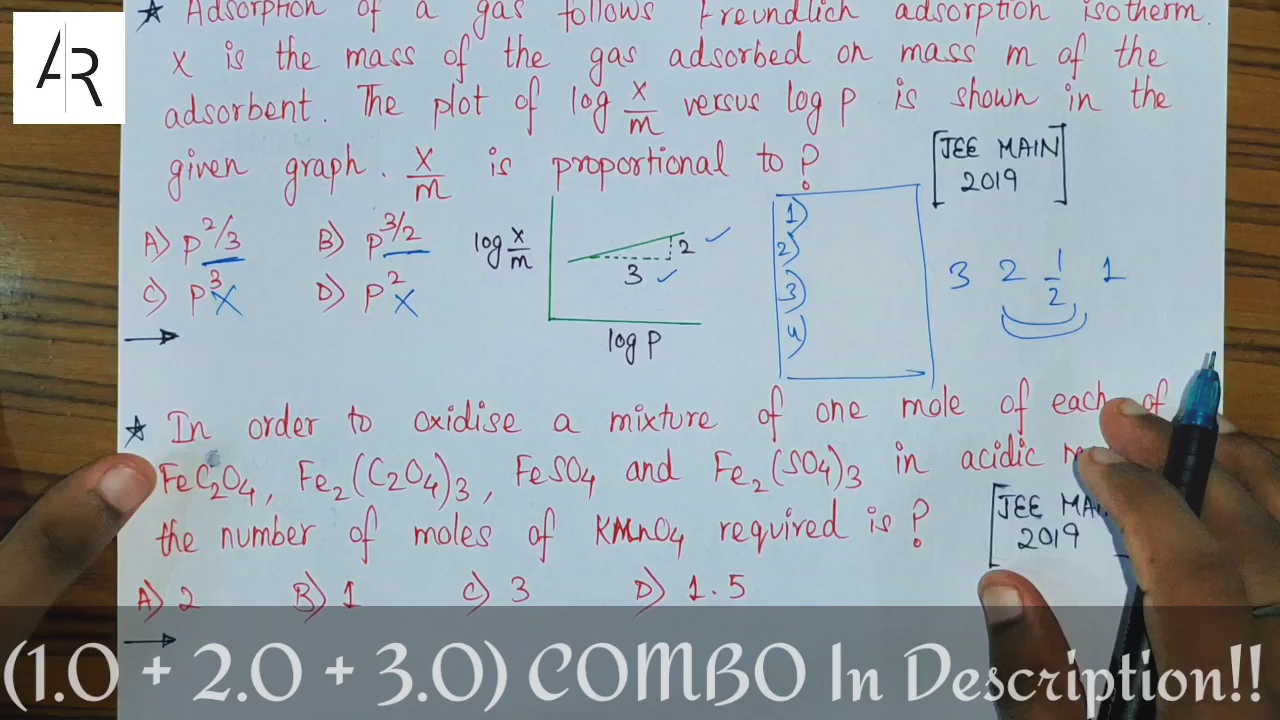 AR
★ Adsorption of a gas follows Freundlich adsorption isotherm.
x is the mass of the gas adsorbed on mass m of the
adsorbent. The plot of log x/m versus log P is shown in the
given graph. x/m is proportional to ?
[JEE MAIN
2019]
A) P^2/3 B) P^3/2
C) P^3 X D) P^2 X
log x/m
2 ✓
3 ✓
log P
1)
2)
3)
4)
3 2 1/2 1
→
★ In order to oxidise a mixture of one mole of each of
FeC2O4, Fe2(C2O4)3, FeSO4 and Fe2(SO4)3 in acidic
the number of moles of KMnO4 required is ?
[JEE
2019
A) 2 B) 1 C) 3 D) 1.5
→
(1.0 + 2.0 + 3.0) COMBO In Description!!